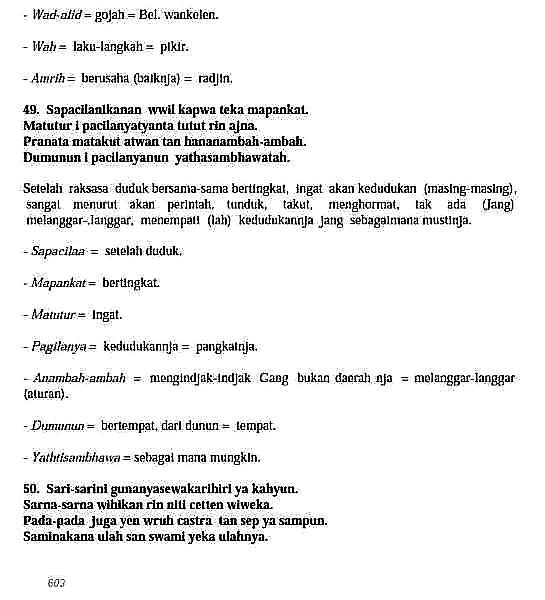 - Wad-alid = gojah = Bel. wankelen.
- Wah = laku-langkah = pikir.
- Amrih = berusaha (baiknja) = radjin.
49. Sapacilanikanan wwil kapwa teka mapankat.
Matutur i pacilanyatyanta tutut rin ajna.
Pranata matakut atwan tan hananambah-ambah.
Dumunun i pacilanyanun yathasambhawatah.
Setelah raksasa duduk bersama-sama bertingkat, ingat akan kedudukan (masing-masing),
sangat menurut akan perintah, tunduk, takut, menghormat, tak ada (Jang)
melanggar-,langgar, menempati (lah) kedudukannja jang sebagaimana mustinja.
- Sapacilaa = setelah duduk.
- Mapankat = bertingkat.
- Matutur = ingat.
- Pagilanya = kedudukannja = pangkatnja.
- Anambah-ambah = mengindjak-indjak Gang bukan daerah nja = melanggar-langgar
(aturan).
- Dumunun = bertempat, dari dunun = tempat.
- Yathtisambhawa = sebagai mana mungkin.
50. Sari-sarini gunanyasewakarihiri ya kahyun.
Sarna-sarna wihikan rin niti cetten wiweka.
Pada-pada juga yen wruh castra tan sep ya sampun.
Saminakana ulah san swami yeka ulahnya.
603